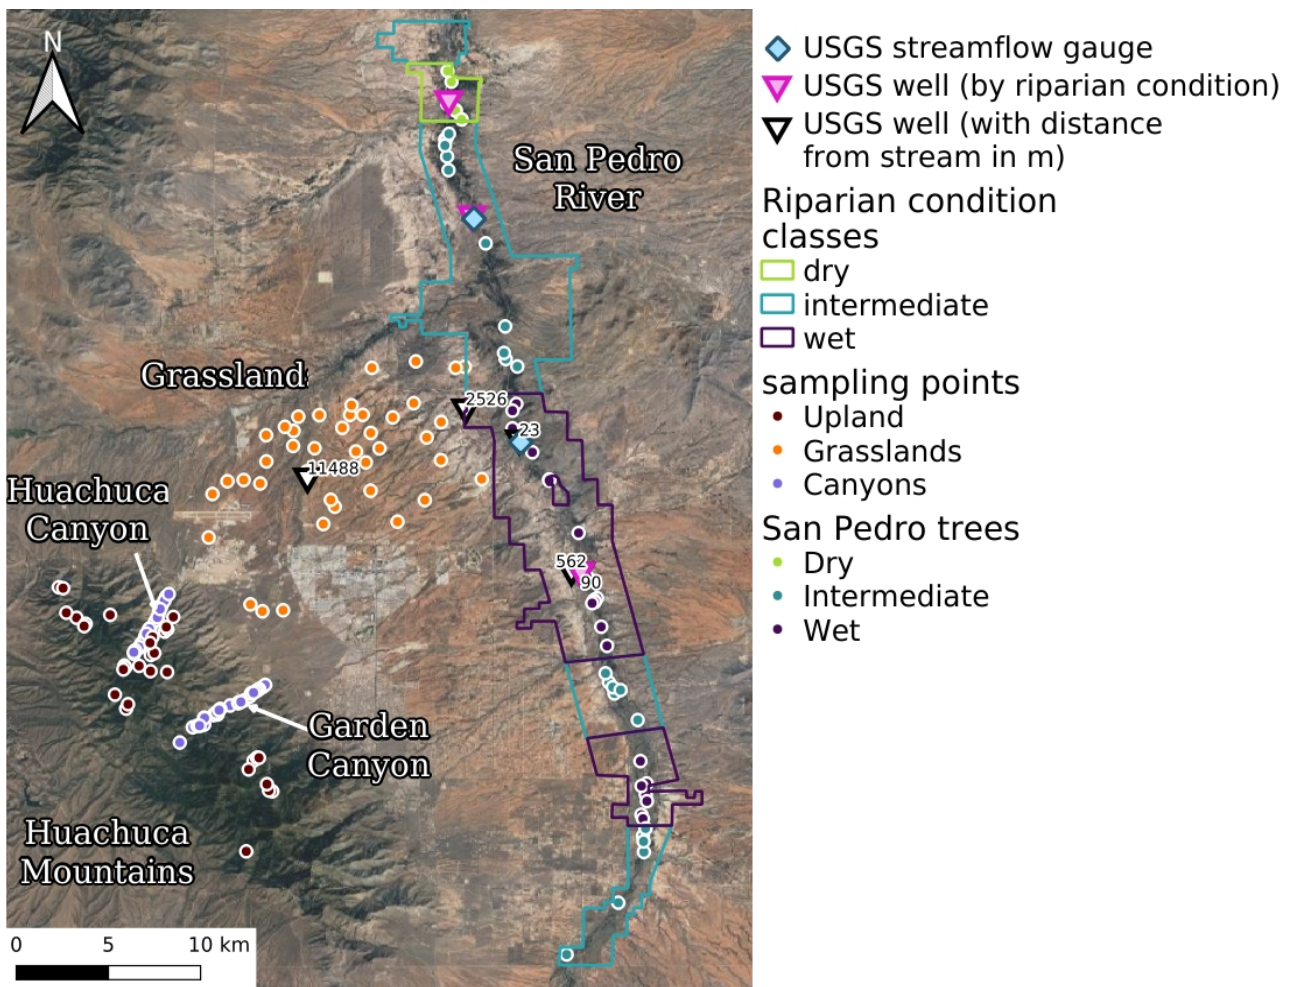 N
San Pedro
River
Grassland
2526
23
11488
Huachuca
Canyon
562
90
Garden
Canyon
Huachuca
Mountains
0 5 10 km
USGS streamflow gauge
USGS well (by riparian condition)
USGS well (with distance
from stream in m)
Riparian condition
classes
dry
intermediate
wet
sampling points
Upland
Grasslands
Canyons
San Pedro trees
Dry
Intermediate
Wet